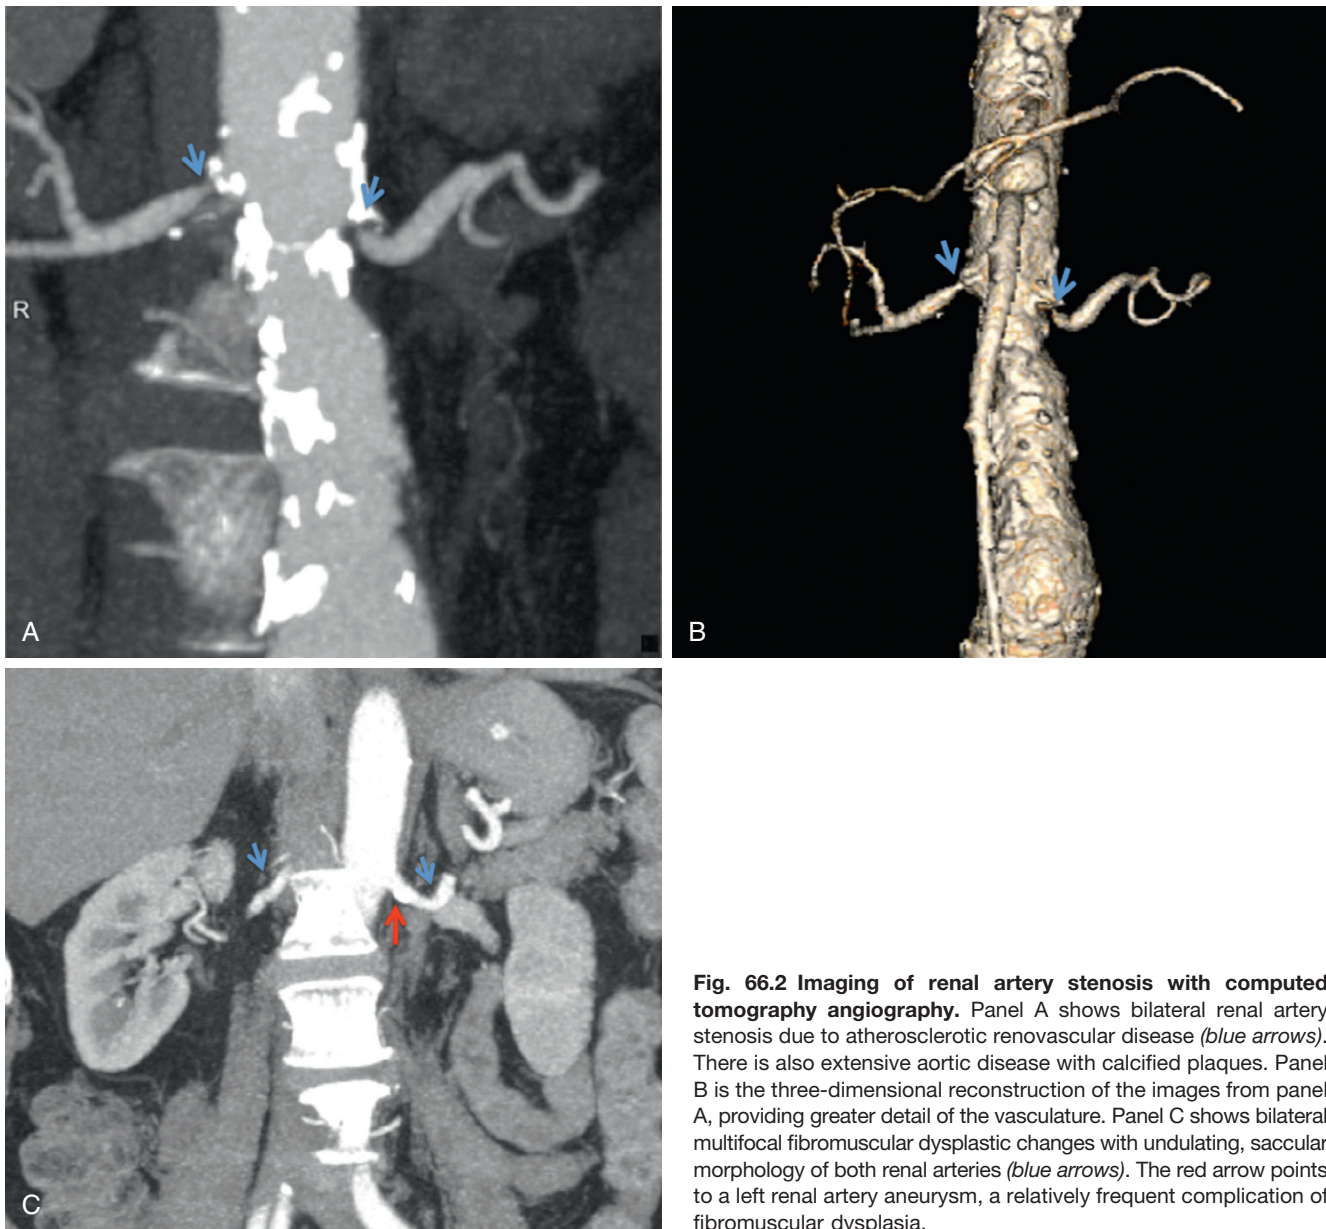 R
A
B
C
Fig. 66.2 Imaging of renal artery stenosis with computed
tomography angiography. Panel A shows bilateral renal artery
stenosis due to atherosclerotic renovascular disease (blue arrows).
There is also extensive aortic disease with calcified plaques. Panel
B is the three-dimensional reconstruction of the images from panel
A, providing greater detail of the vasculature. Panel C shows bilateral
multifocal fibromuscular dysplastic changes with undulating, saccular
morphology of both renal arteries (blue arrows). The red arrow points
to a left renal artery aneurysm, a relatively frequent complication of
fibromuscular dysplasia.